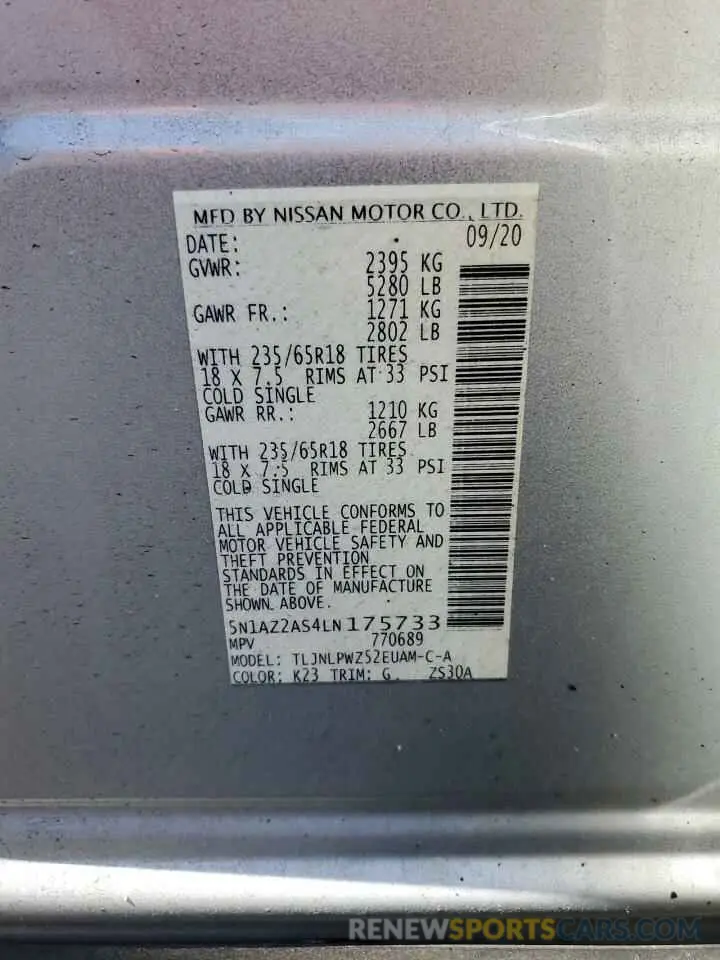 MFD BY NISSAN MOTOR CO., LTD.
DATE: 09/20
GVWR: 2395 KG
5280 LB
GAWR FR.: 1271 KG
2802 LB
WITH 235/65R18 TIRES
18 X 7.5 RIMS AT 33 PSI
COLD SINGLE
GAWR RR.: 1210 KG
2667 LB
WITH 235/65R18 TIRES
18 X 7.5 RIMS AT 33 PSI
COLD SINGLE
THIS VEHICLE CONFORMS TO
ALL APPLICABLE FEDERAL
MOTOR VEHICLE SAFETY AND
THEFT PREVENTION
STANDARDS IN EFFECT ON
THE DATE OF MANUFACTURE
SHOWN ABOVE.
5N1AZ2AS4LN175733
MPV 770689
MODEL: TLJNLPWZ52EUAM-C-A
COLOR: K23 TRIM: G ZS30A
RENEWSPORTSCARS.COM